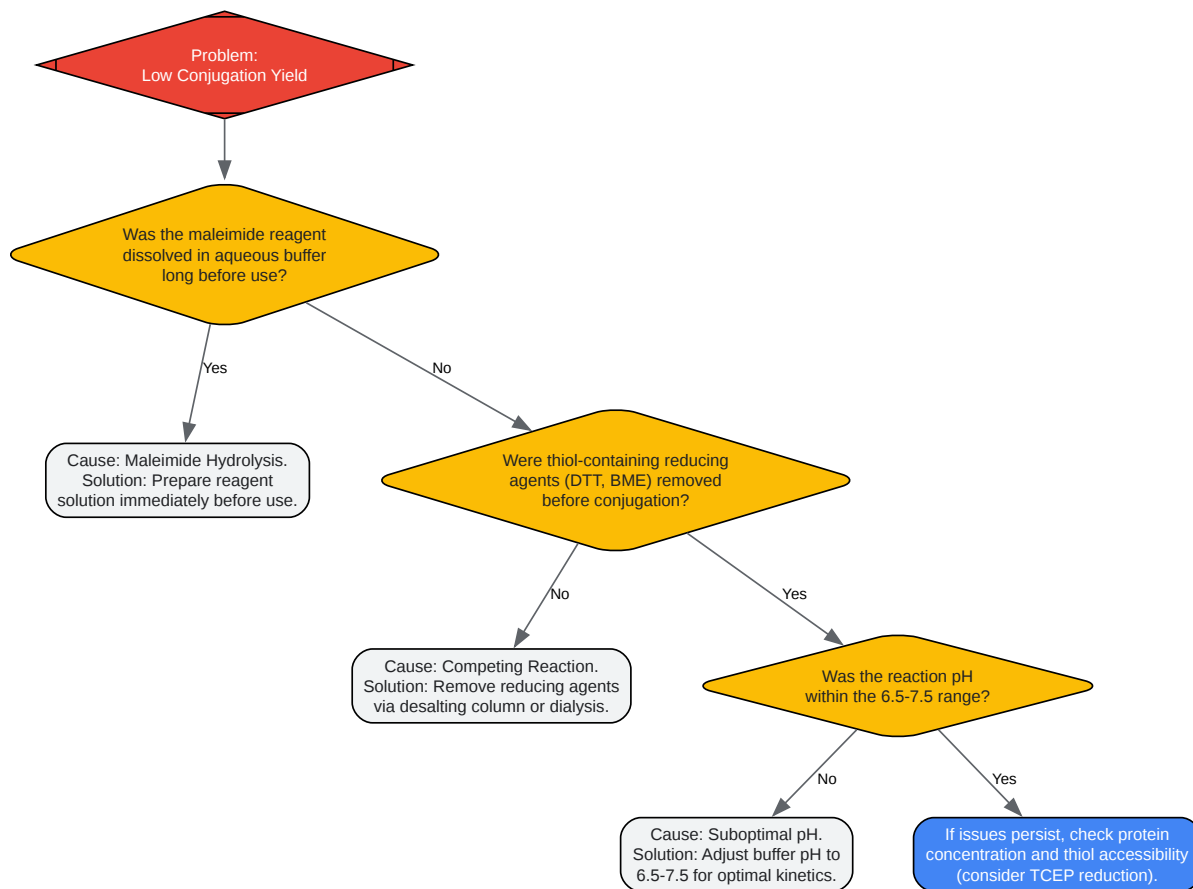 Problem:
Low Conjugation Yield
Was the maleimide reagent
dissolved in aqueous buffer
long before use?
Yes
No
Cause: Maleimide Hydrolysis.
Solution: Prepare reagent
solution immediately before use.
Were thiol-containing reducing
agents (DTT, BME) removed
before conjugation?
No
Yes
Cause: Competing Reaction.
Solution: Remove reducing agents
via desalting column or dialysis.
Was the reaction pH
within the 6.5-7.5 range?
No
Yes
Cause: Suboptimal pH.
Solution: Adjust buffer pH to
6.5-7.5 for optimal kinetics.
If issues persist, check protein
concentration and thiol accessibility
(consider TCEP reduction).